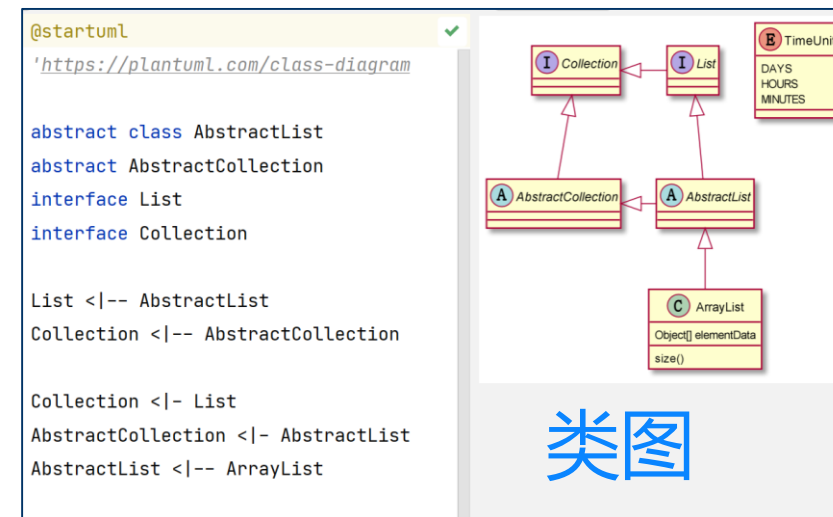 @startuml
'https://plantuml.com/class-diagram
abstract class AbstractList
abstract AbstractCollection
interface List
interface Collection
List <|-- AbstractList
Collection <|-- AbstractCollection
Collection <|- List
AbstractCollection <|- AbstractList
AbstractList <|-- ArrayList
I Collection
I List
E TimeUnit
DAYS
HOURS
MINUTES
A AbstractCollection
A AbstractList
C ArrayList
Object[] elementData
size()
类图